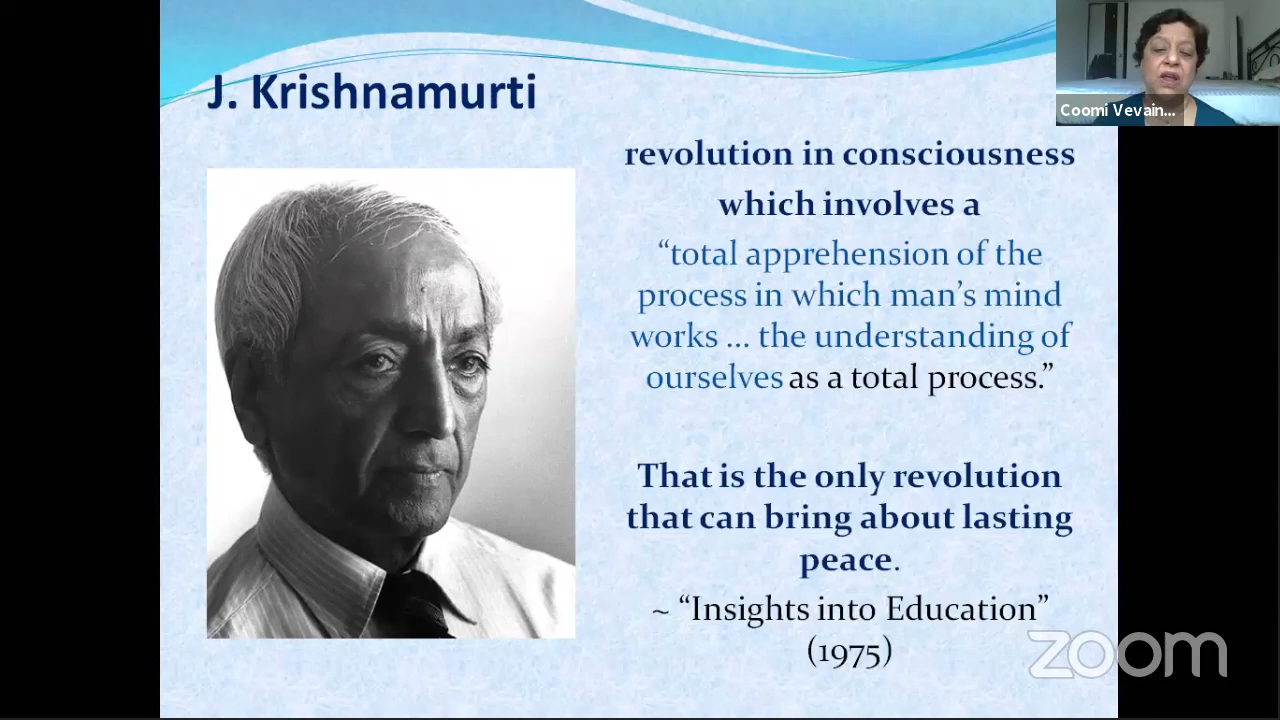 J. Krishnamurti
Coomi Vevain...
revolution in consciousness
which involves a
“total apprehension of the
process in which man’s mind
works ... the understanding of
ourselves as a total process.”
That is the only revolution
that can bring about lasting
peace.
~ “Insights into Education”
(1975)
zoom